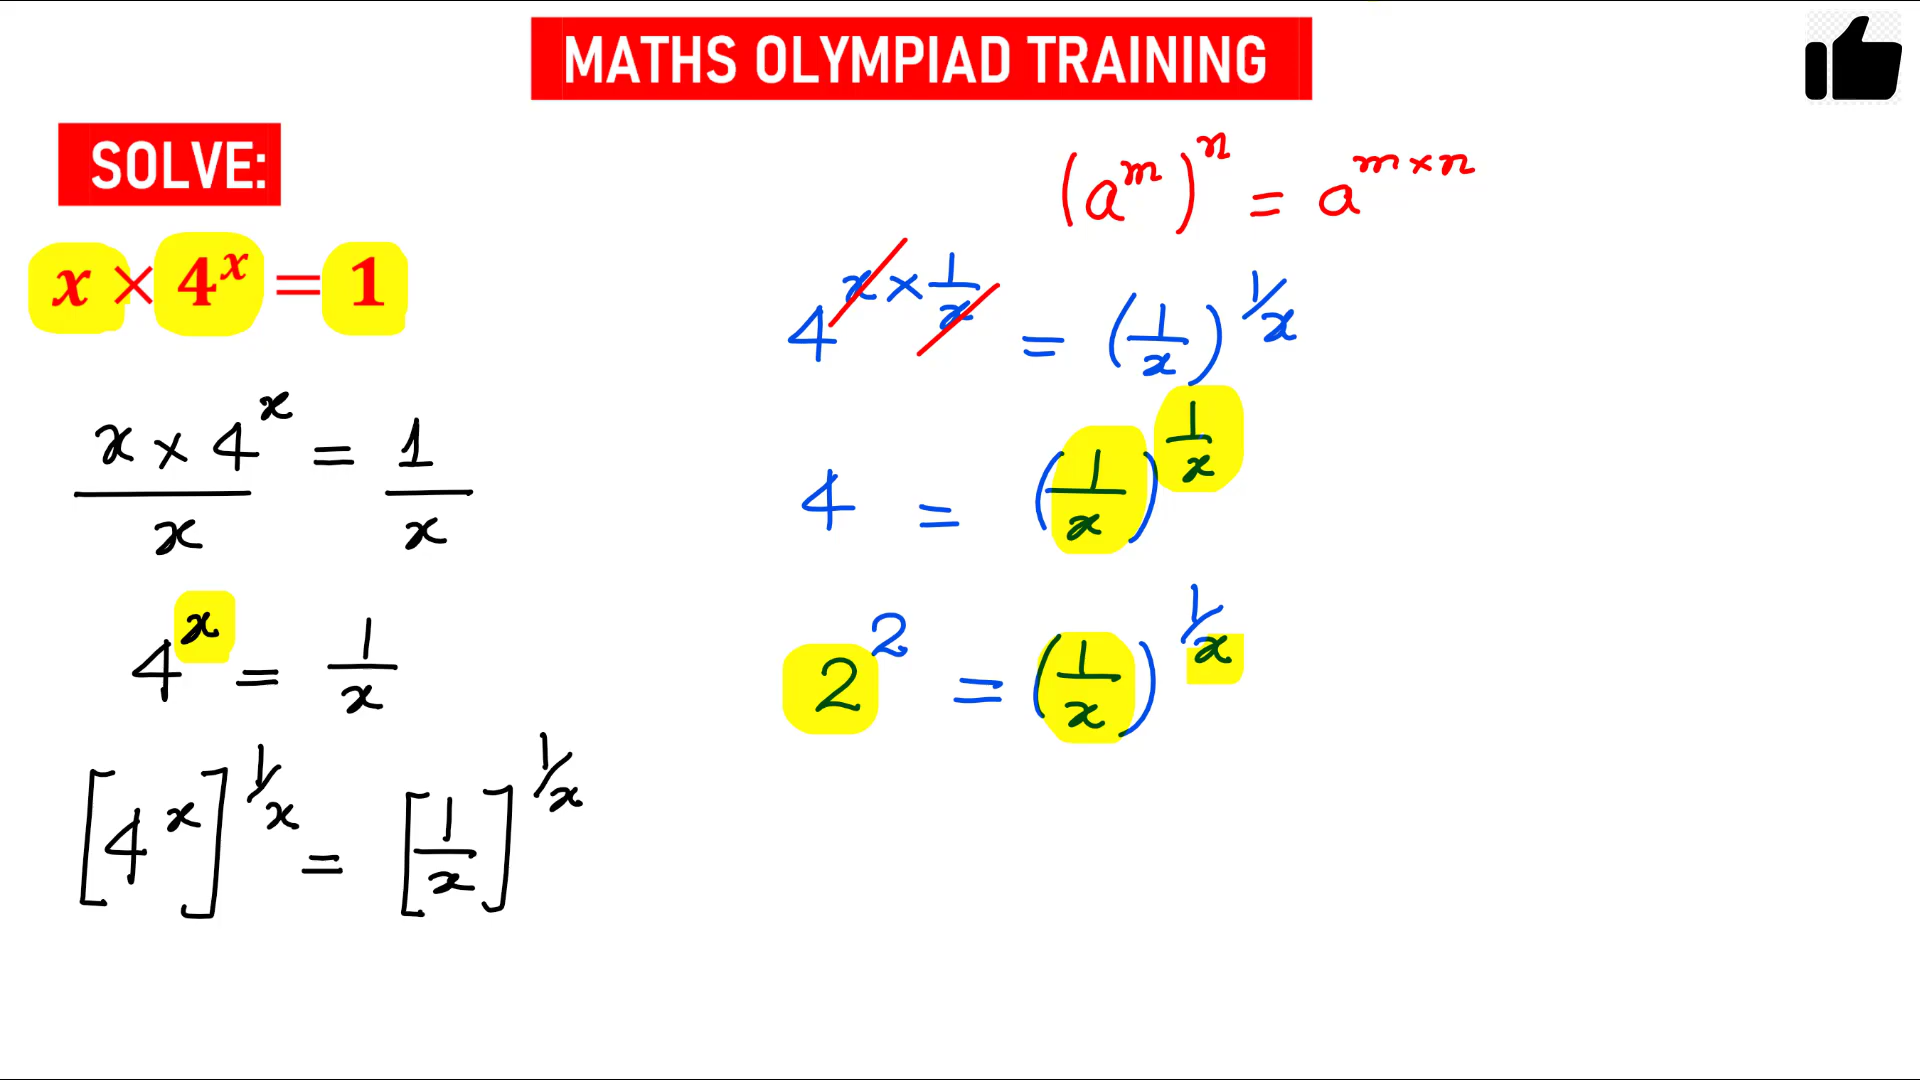 MATHS OLYMPIAD TRAINING
SOLVE:
x × 4^x = 1
(x × 4^x)/x = 1/x
4^x = 1/x
[4^x]^(1/x) = [1/x]^(1/x)
(a^m)^n = a^(m×n)
4^(x × 1/x) = (1/x)^(1/x)
4 = (1/x)^(1/x)
2^2 = (1/x)^(1/x)